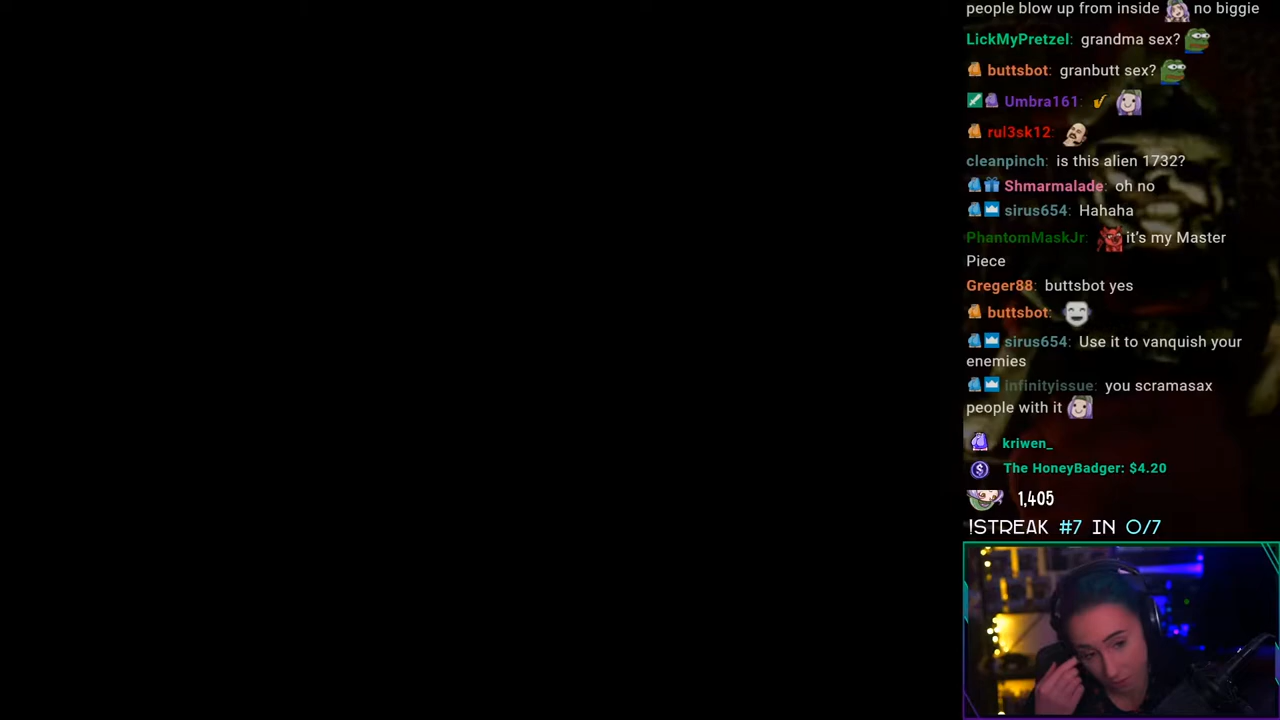 people blow up from inside no biggie
LickMyPretzel: grandma sex?
buttsbot: granbutt sex?
Umbra161:
rul3sk12:
cleanpinch: is this alien 1732?
Shmarmalade: oh no
sirus654: Hahaha
PhantomMaskJr: it's my Master
Piece
Greger88: buttsbot yes
buttsbot:
sirus654: Use it to vanquish your
enemies
infinityissue: you scramasax
people with it
kriwen_
The HoneyBadger: $4.20
1,405
!STREAK #7 IN 0/7